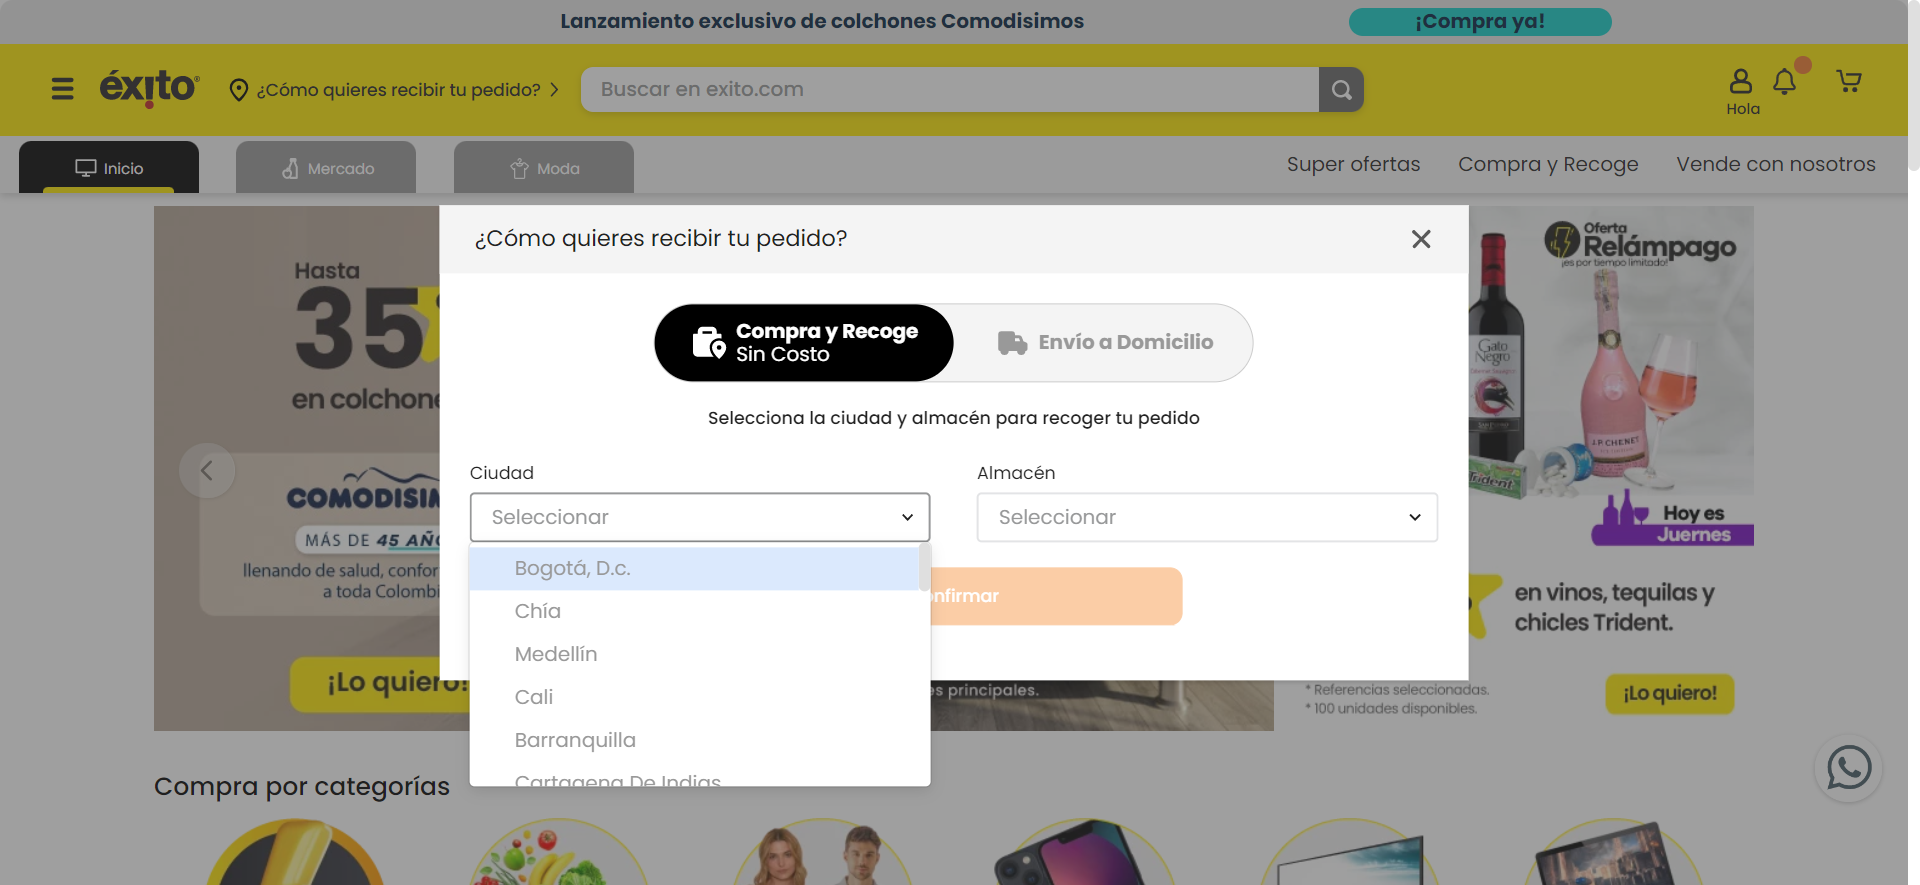 Lanzamiento exclusivo de colchones Comodisimos
¡Compra ya!
éxito
¿Cómo quieres recibir tu pedido?
Buscar en exito.com
Hola
Inicio
Mercado
Moda
Super ofertas
Compra y Recoge
Vende con nosotros
¿Cómo quieres recibir tu pedido?
Compra y Recoge
Sin Costo
Envío a Domicilio
Selecciona la ciudad y almacén para recoger tu pedido
Ciudad
Almacén
Seleccionar
Seleccionar
Bogotá, D.c.
Chía
Medellín
Cali
Barranquilla
Cartagena De Indias
onfirmar
Hasta
35
en colchone
COMODISIM
MÁS DE 45 AÑO
llenando de salud, confor
a toda Colombi
¡Lo quiero!
es principales.
Oferta
Relámpago
¡es por tiempo limitado!
Gato
Negro
J.P. CHENET
Trident
Hoy es
Juernes
en vinos, tequilas y
chicles Trident.
* Referencias seleccionadas.
* 100 unidades disponibles.
¡Lo quiero!
Compra por categorías